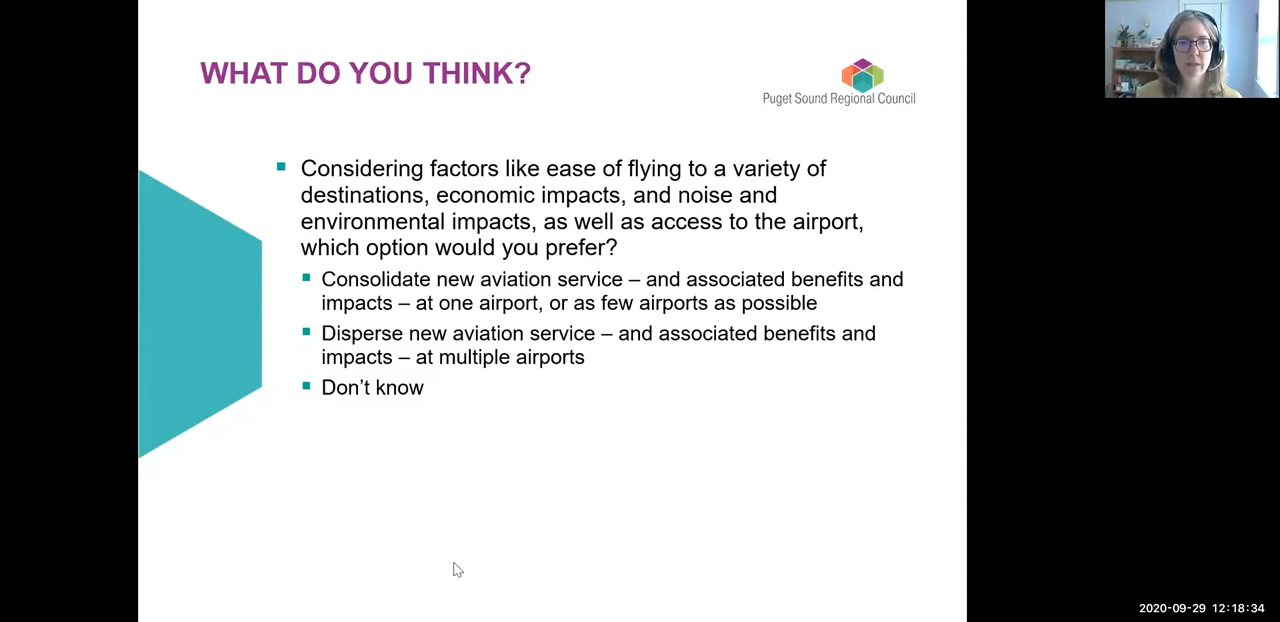 WHAT DO YOU THINK?
Puget Sound Regional Council
Considering factors like ease of flying to a variety of
destinations, economic impacts, and noise and
environmental impacts, as well as access to the airport,
which option would you prefer?
Consolidate new aviation service – and associated benefits and
impacts – at one airport, or as few airports as possible
Disperse new aviation service – and associated benefits and
impacts – at multiple airports
Don’t know
2020-09-29 12:18:34